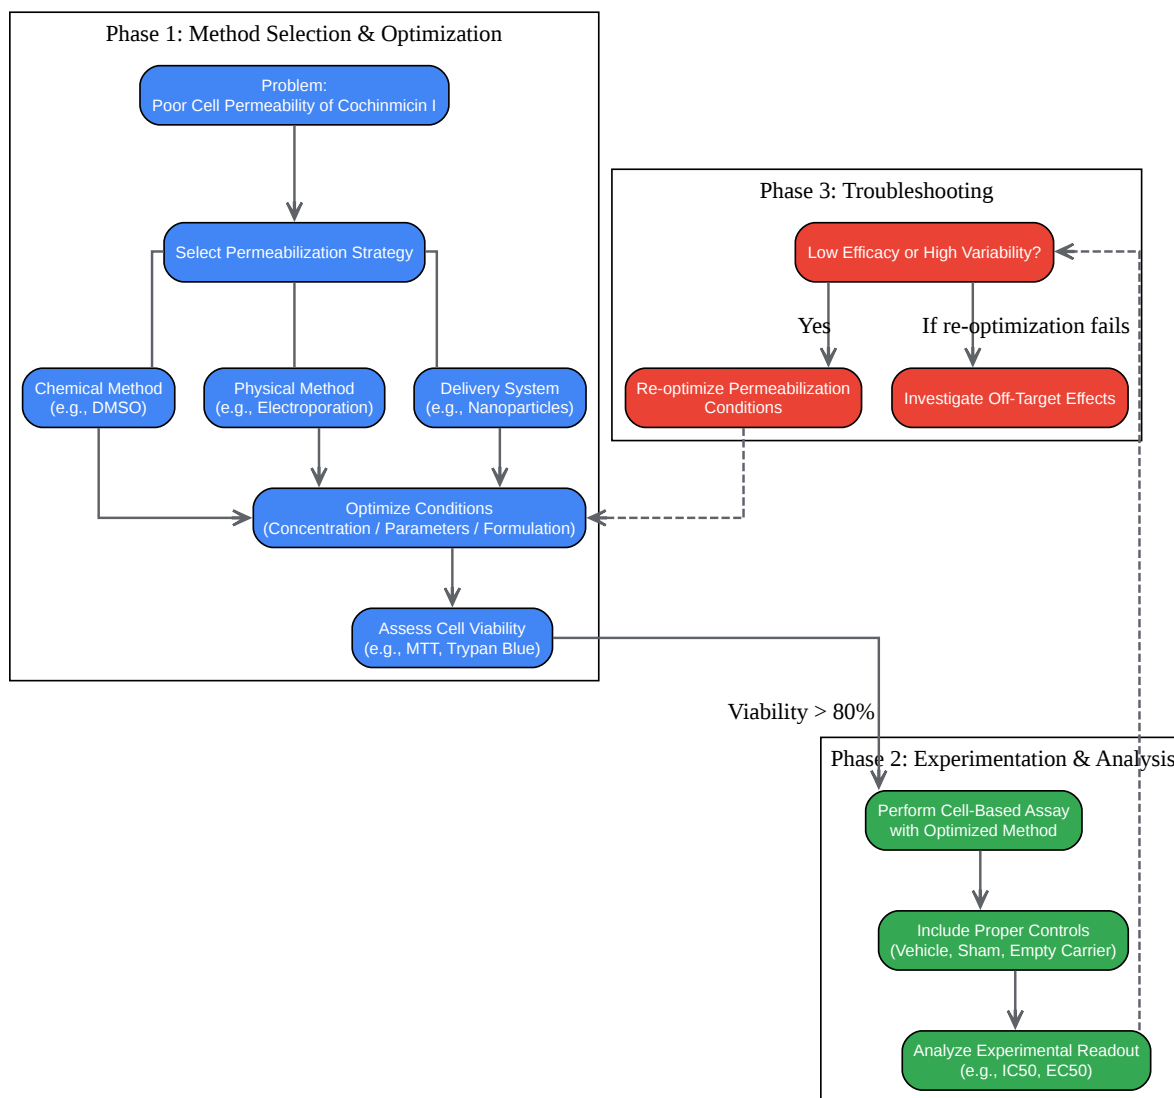 Phase 1: Method Selection & Optimization
Problem:
Poor Cell Permeability of Cochinmicin I
Select Permeabilization Strategy
Chemical Method
(e.g., DMSO)
Physical Method
(e.g., Electroporation)
Delivery System
(e.g., Nanoparticles)
Optimize Conditions
(Concentration / Parameters / Formulation)
Assess Cell Viability
(e.g., MTT, Trypan Blue)
Phase 3: Troubleshooting
Low Efficacy or High Variability?
Yes
If re-optimization fails
Re-optimize Permeabilization
Conditions
Investigate Off-Target Effects
Viability > 80%
Phase 2: Experimentation & Analysis
Perform Cell-Based Assay
with Optimized Method
Include Proper Controls
(Vehicle, Sham, Empty Carrier)
Analyze Experimental Readout
(e.g., IC50, EC50)